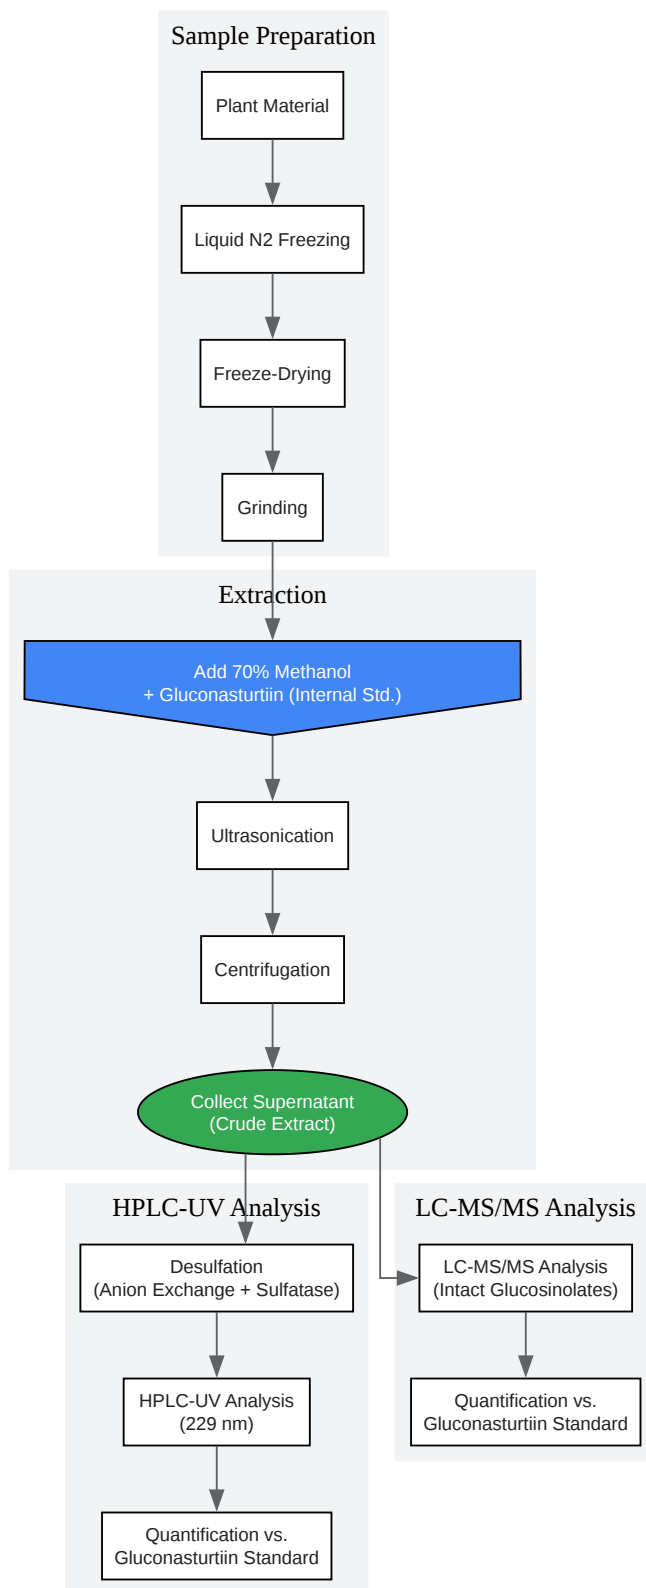 Sample Preparation
Plant Material
Liquid N2 Freezing
Freeze-Drying
Grinding
Extraction
Add 70% Methanol
+ Gluconasturtiin (Internal Std.)
Ultrasonication
Centrifugation
Collect Supernatant
(Crude Extract)
HPLC-UV Analysis
Desulfation
(Anion Exchange + Sulfatase)
HPLC-UV Analysis
(229 nm)
Quantification vs.
Gluconasturtiin Standard
LC-MS/MS Analysis
LC-MS/MS Analysis
(Intact Glucosinolates)
Quantification vs.
Gluconasturtiin Standard